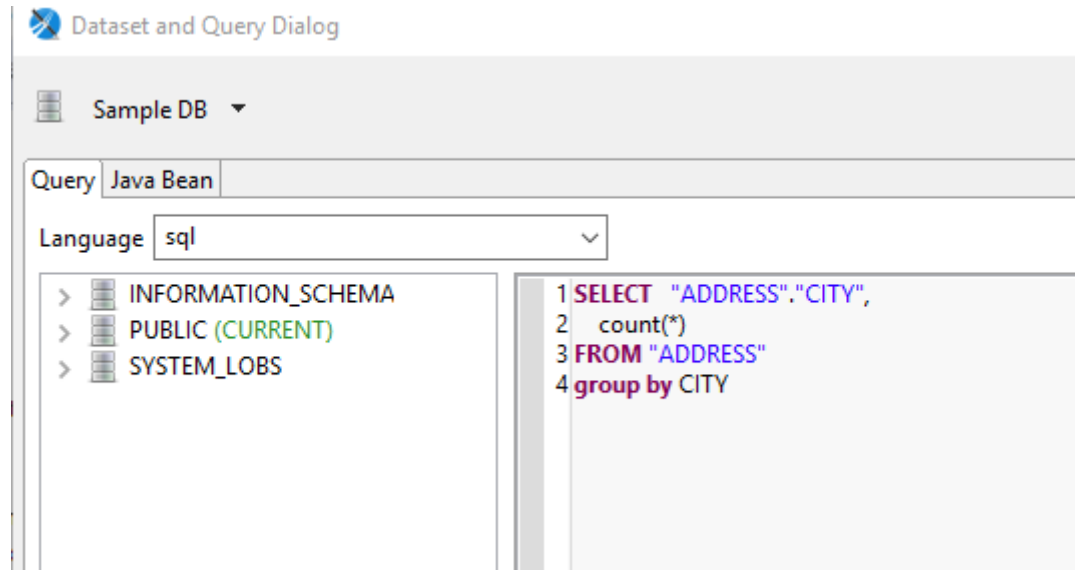 Dataset and Query Dialog
Sample DB
Query Java Bean
Language sql
INFORMATION_SCHEMA
PUBLIC (CURRENT)
SYSTEM_LOBS
1 SELECT "ADDRESS"."CITY",
2 count(*)
3 FROM "ADDRESS"
4 group by CITY